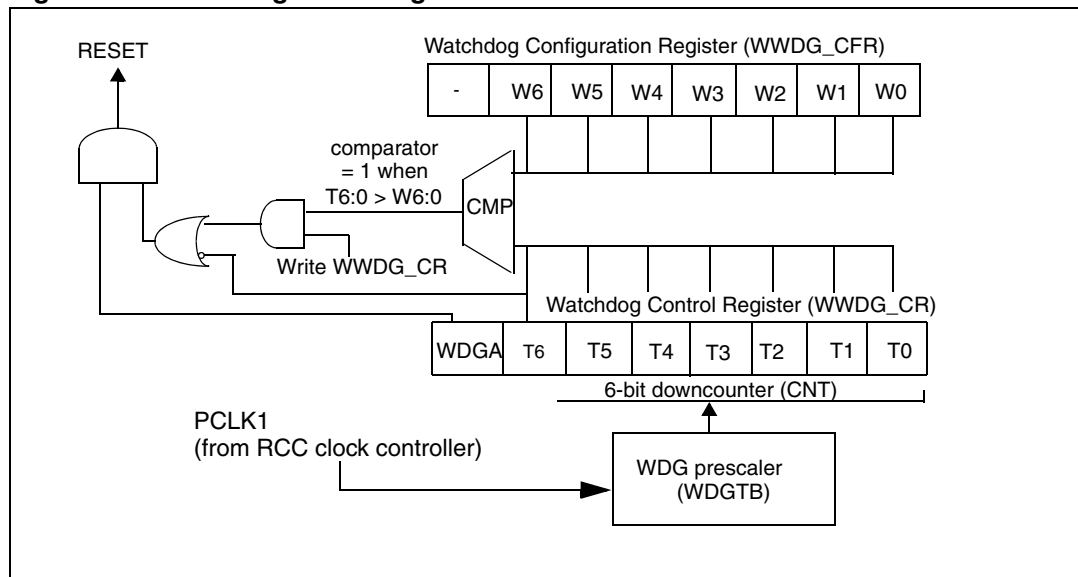 RESET
Watchdog Configuration Register (WWDG_CFR)
- W6 W5 W4 W3 W2 W1 W0
comparator
= 1 when
T6:0 > W6:0
CMP
Write WWDG_CR
Watchdog Control Register (WWDG_CR)
WDGA T6 T5 T4 T3 T2 T1 T0
6-bit downcounter (CNT)
PCLK1
(from RCC clock controller)
WDG prescaler
(WDGTB)